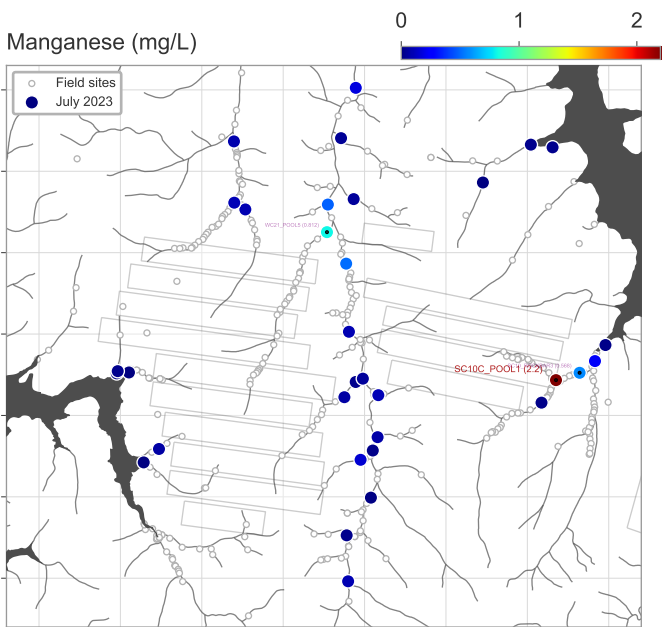 0 1 2
Manganese (mg/L)
Field sites
July 2023
WC21_POOL5 (0.812)
SC10C_POOL1 (2.2)